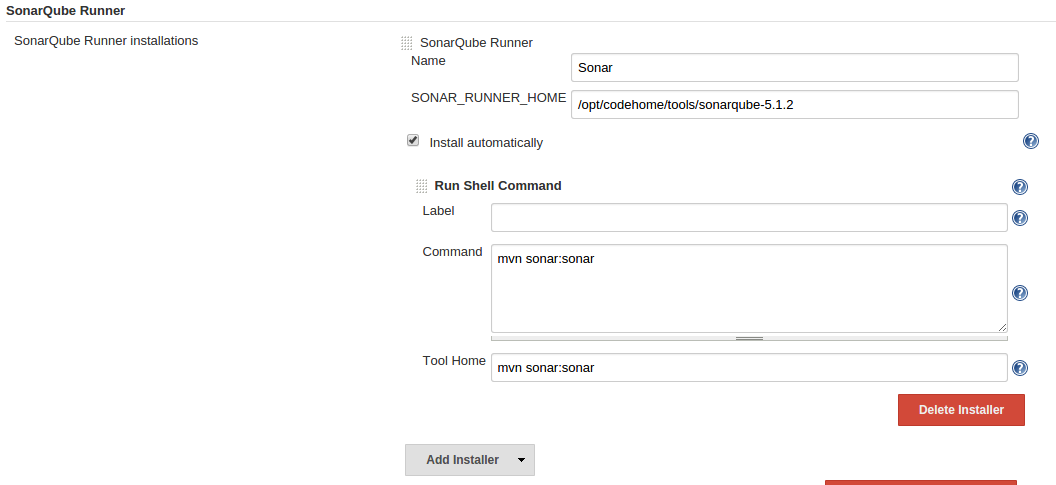 SonarQube Runner
SonarQube Runner installations
SonarQube Runner
Name
Sonar
SONAR_RUNNER_HOME
/opt/codehome/tools/sonarqube-5.1.2
Install automatically
?
Run Shell Command
?
Label
?
Command
mvn sonar:sonar
?
Tool Home
mvn sonar:sonar
?
Delete Installer
Add Installer